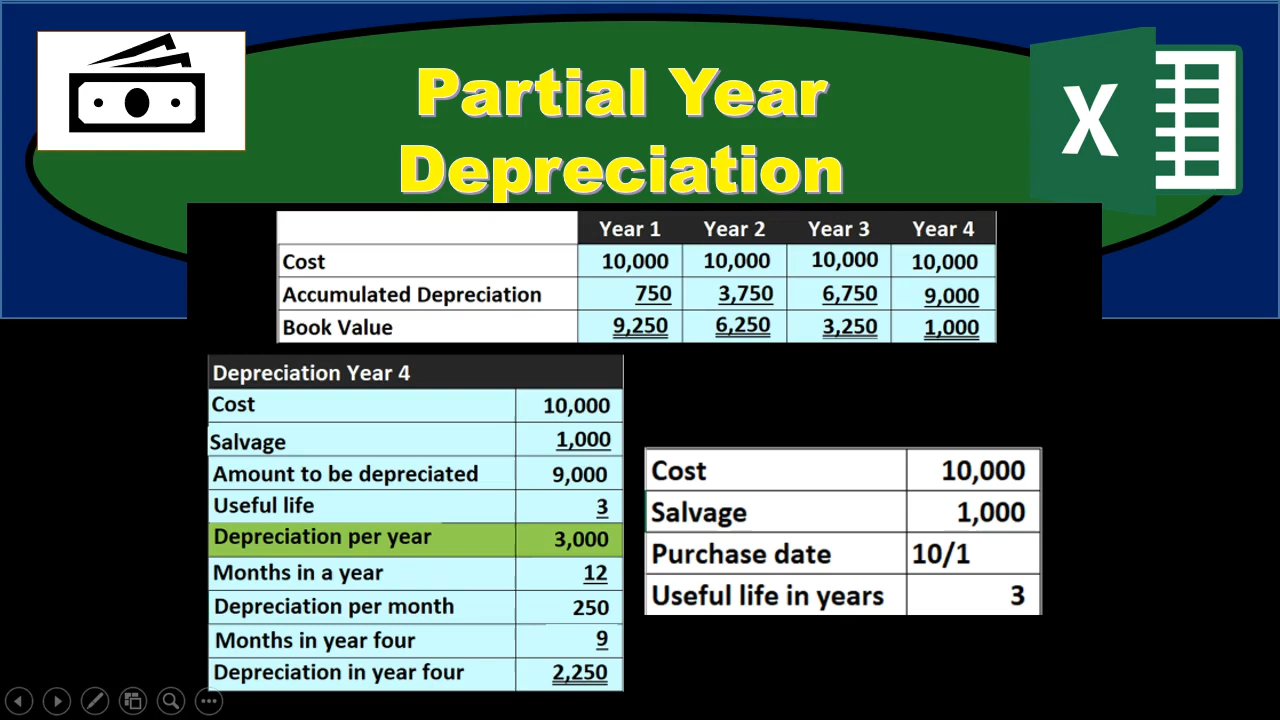 Partial Year
Depreciation
X
Year 1 Year 2 Year 3 Year 4
Cost 10,000 10,000 10,000 10,000
Accumulated Depreciation 750 3,750 6,750 9,000
Book Value 9,250 6,250 3,250 1,000
Depreciation Year 4
Cost 10,000
Salvage 1,000
Amount to be depreciated 9,000
Useful life 3
Depreciation per year 3,000
Months in a year 12
Depreciation per month 250
Months in year four 9
Depreciation in year four 2,250
Cost 10,000
Salvage 1,000
Purchase date 10/1
Useful life in years 3